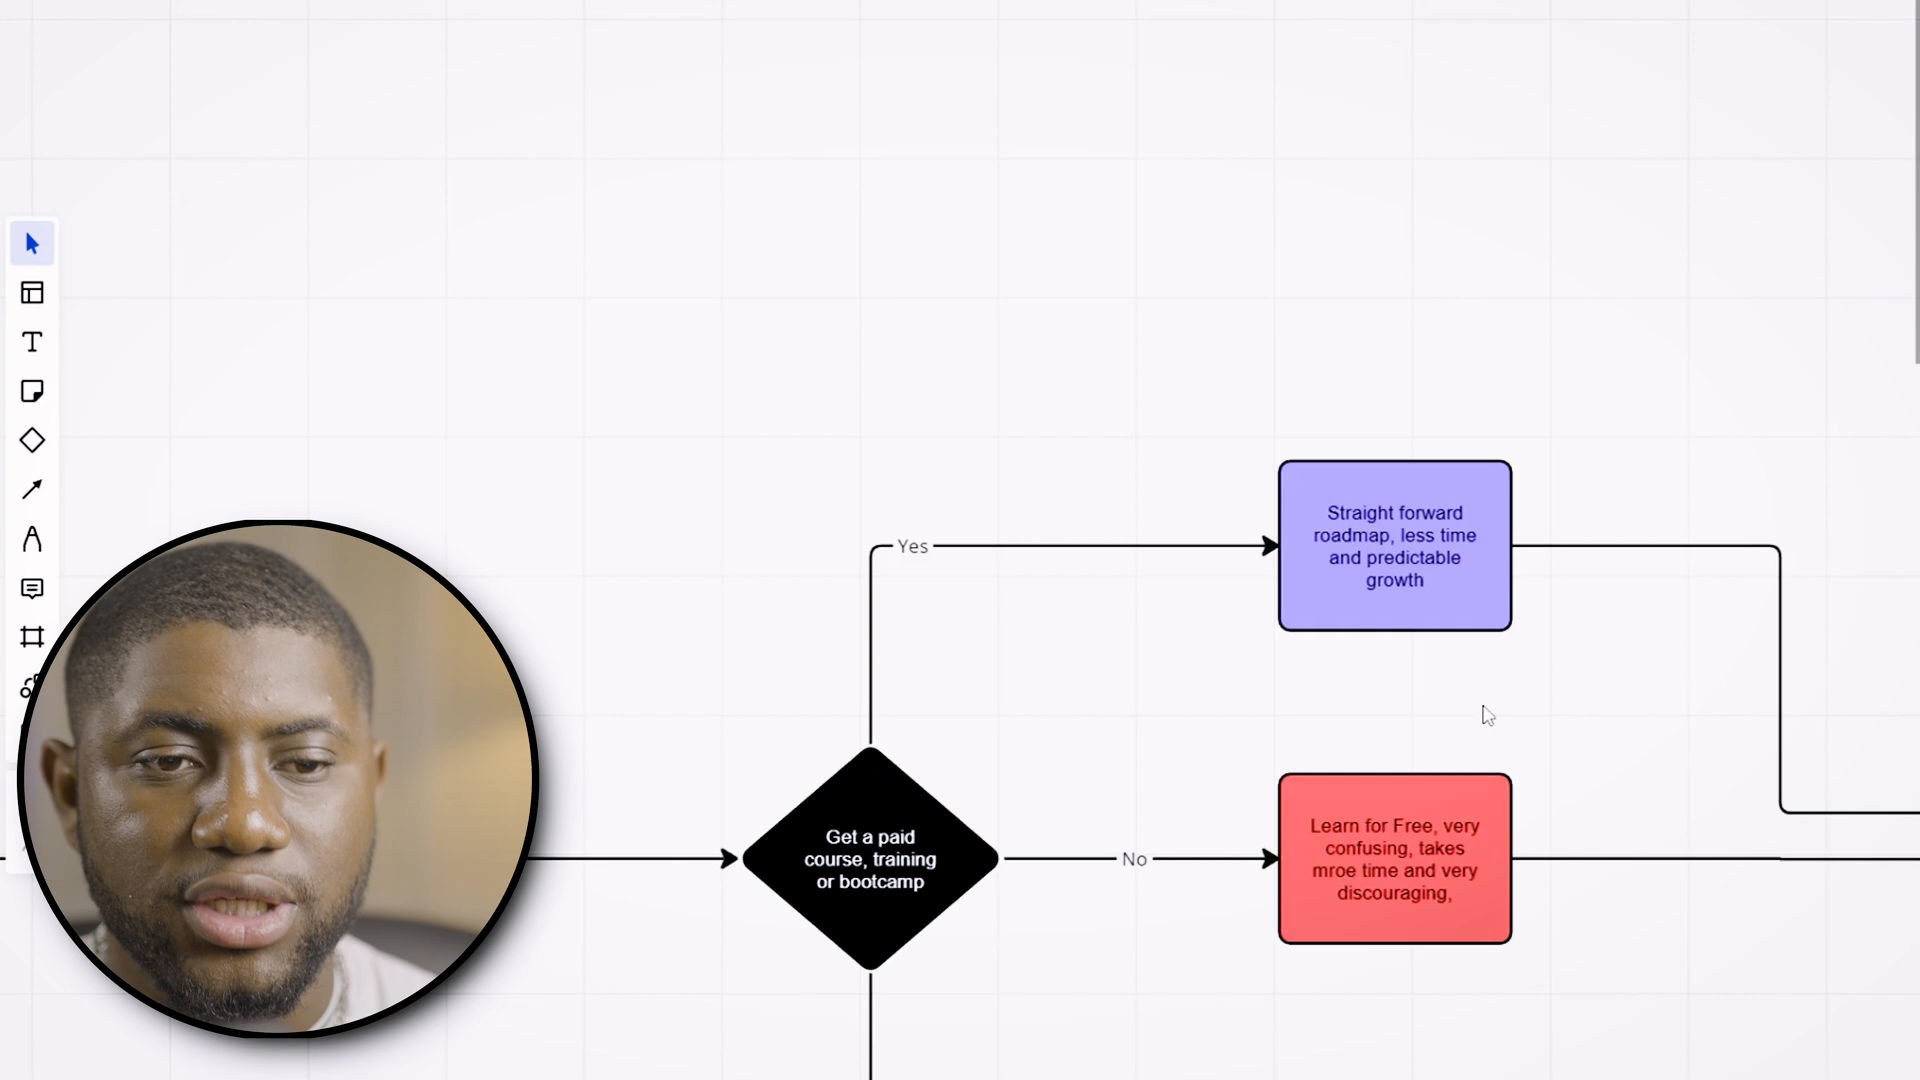 Yes
Straight forward
roadmap, less time
and predictable
growth
Get a paid
course, training
or bootcamp
No
Learn for Free, very
confusing, takes
mroe time and very
discouraging,